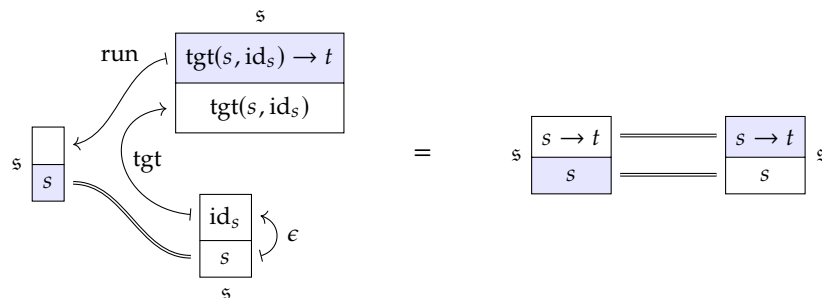 𝔰
run
tgt(s, id_s) → t
tgt(s, id_s)
𝔰
s
tgt
id_s
s
ϵ
𝔰
=
𝔰
s → t
s
s → t
s
𝔰